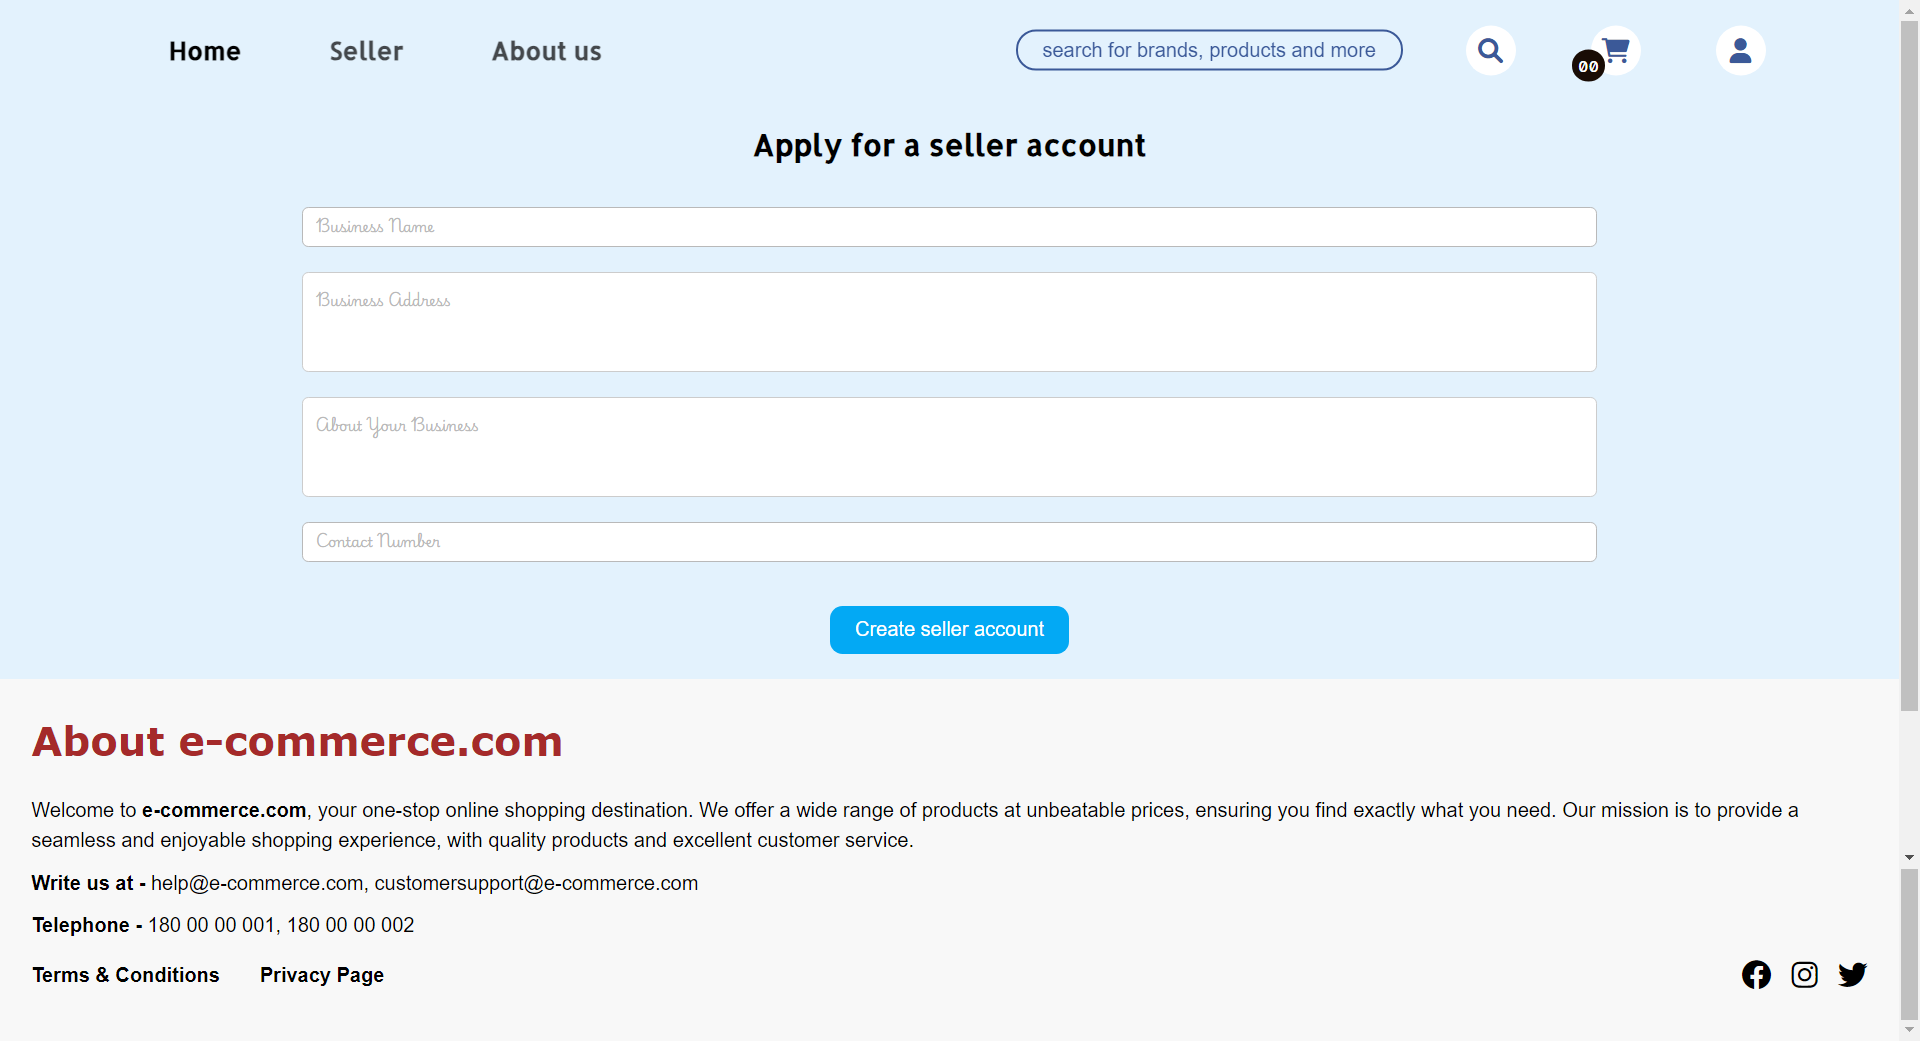 Home Seller About us search for brands, products and more
00
Apply for a seller account
Business Name
Business Address
About Your Business
Contact Number
Create seller account
About e-commerce.com
Welcome to e-commerce.com, your one-stop online shopping destination. We offer a wide range of products at unbeatable prices, ensuring you find exactly what you need. Our mission is to provide a
seamless and enjoyable shopping experience, with quality products and excellent customer service.
Write us at - help@e-commerce.com, customersupport@e-commerce.com
Telephone - 180 00 00 001, 180 00 00 002
Terms & Conditions Privacy Page